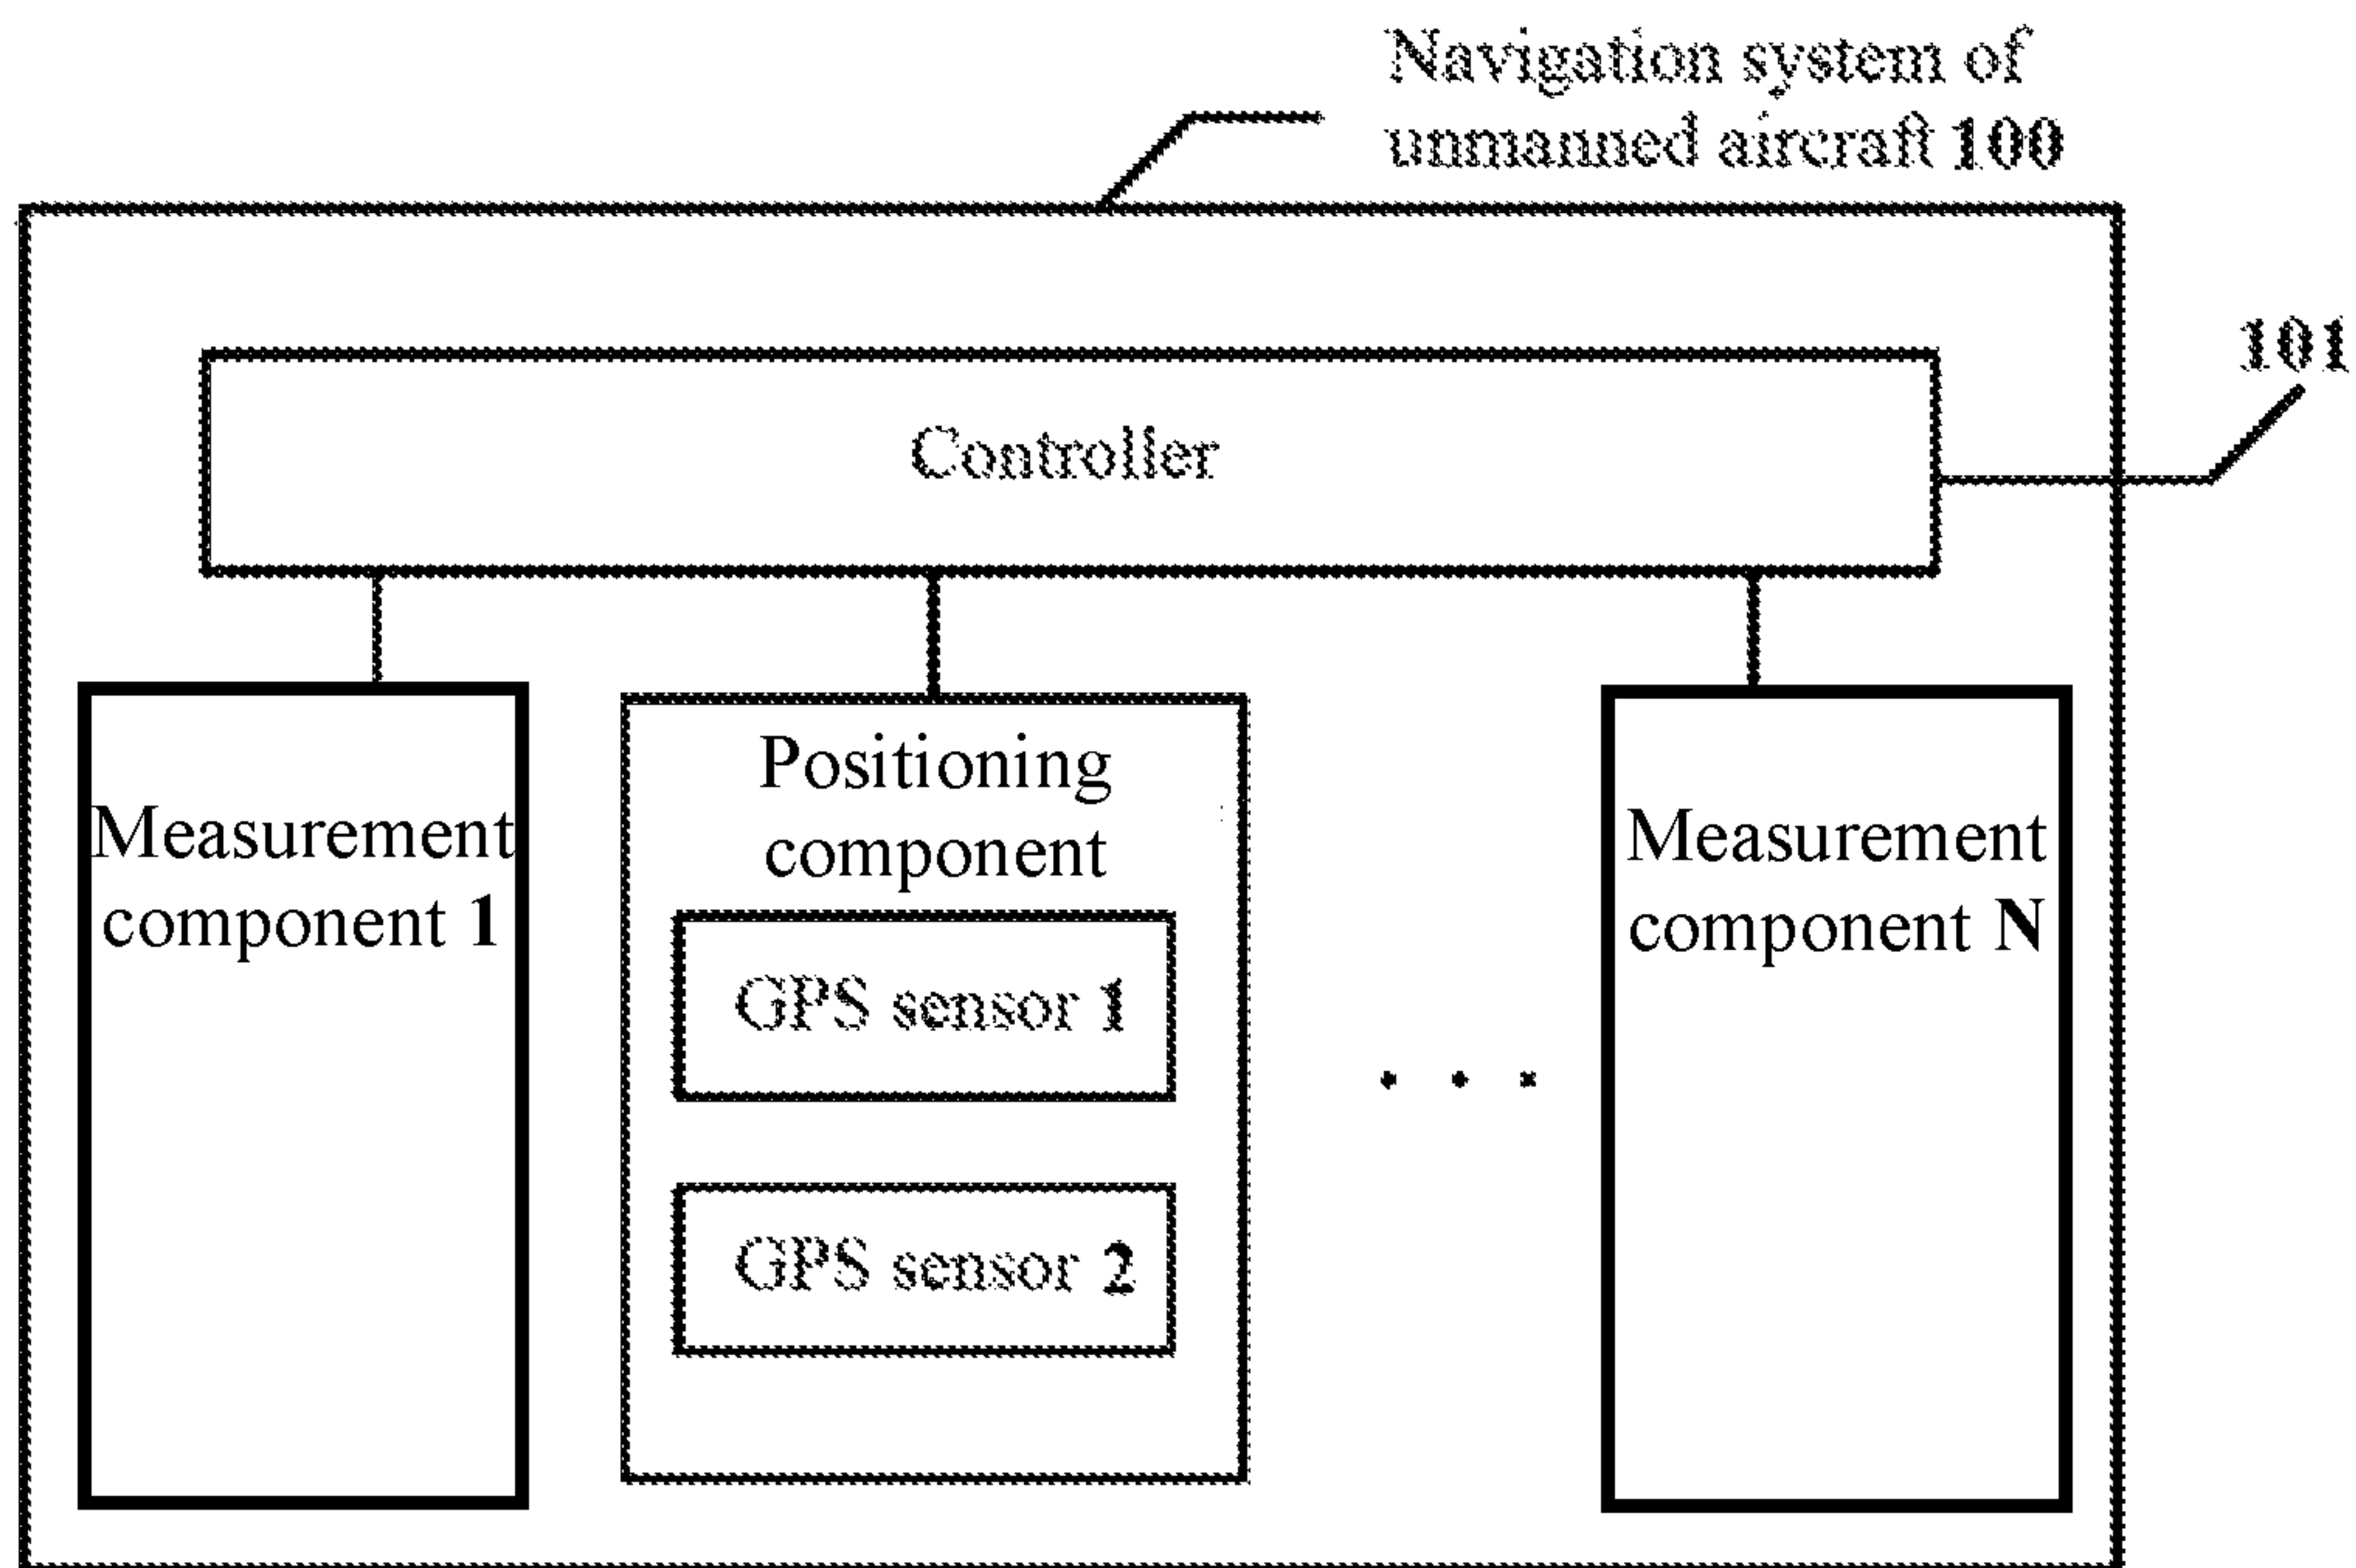 Navigation system of
unmanned aircraft 100
101
Controller
Measurement
component 1
Positioning
component
GPS sensor 1
GPS sensor 2
. . .
Measurement
component N